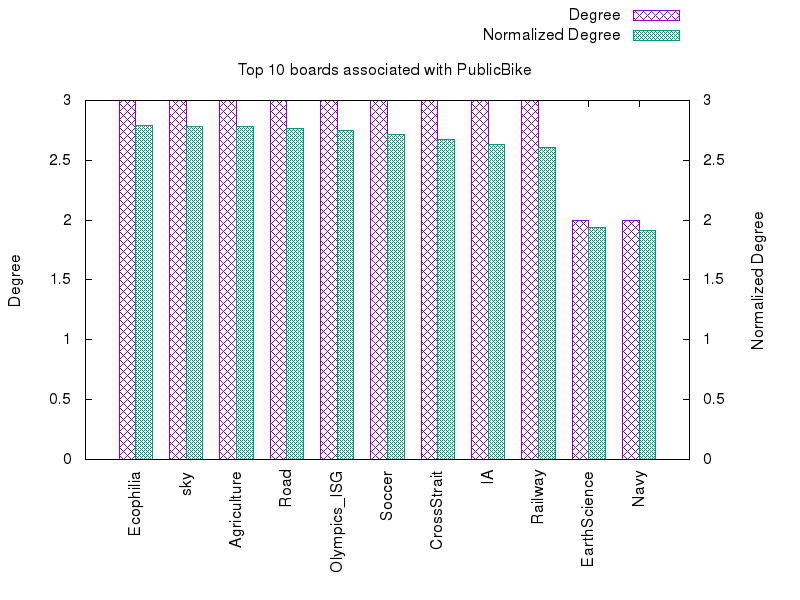 Degree
Normalized Degree
Top 10 boards associated with PublicBike
3
2.5
2
1.5
1
0.5
0
3
2.5
2
1.5
1
0.5
0
Degree
Normalized Degree
Ecophilia
sky
Agriculture
Road
Olympics_ISG
Soccer
CrossStrait
IA
Railway
EarthScience
Navy